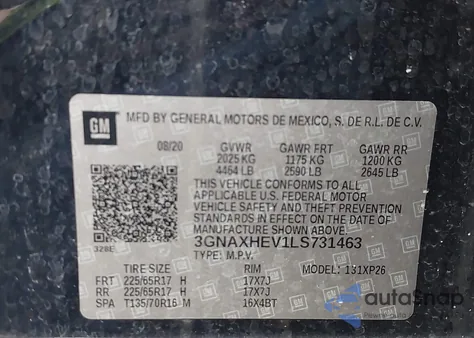 GM
MFD BY GENERAL MOTORS DE MEXICO, S. DE R.L. DE C.V.
08/20 GVWR GAWR FRT GAWR RR
2025 KG 1175 KG 1200 KG
4464 LB 2590 LB 2645 LB
THIS VEHICLE CONFORMS TO ALL
APPLICABLE U.S. FEDERAL MOTOR
VEHICLE SAFETY AND THEFT PREVENTION
STANDARDS IN EFFECT ON THE DATE OF
MANUFACTURE SHOWN ABOVE.
328E 3GNAXHEV1LS731463
TYPE: M.P.V. MODEL: 131XP26
TIRE SIZE RIM
FRT 225/65R17 H 17X7J
RR 225/65R17 H 17X7J
SPA T135/70R16 M 16X4BT
autoSnap